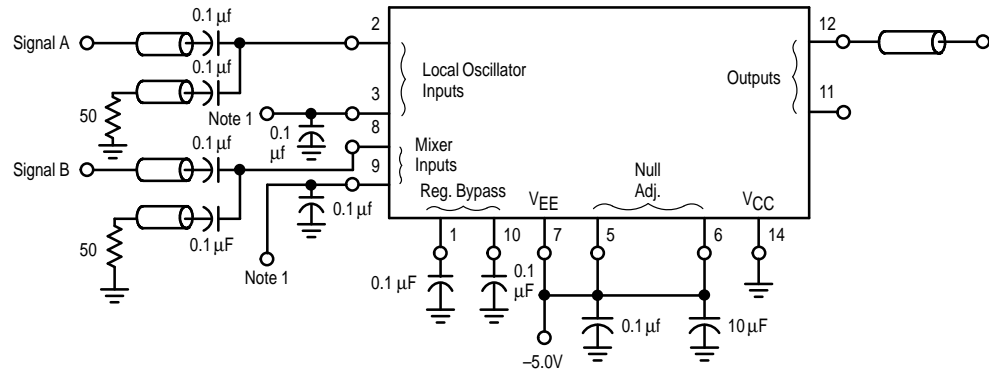 0.1 µf
Signal A
2
12
0.1 µf
Local Oscillator
Inputs
Outputs
3
11
50
Note 1
0.1
µf
8
0.1 µf
Mixer
Inputs
Signal B
9
Null
Adj.
Reg. Bypass
VEE
VCC
0.1 µf
50
0.1 µF
1
10
7
5
6
14
Note 1
0.1 µF
0.1
µF
0.1 µf
10 µF
–5.0V